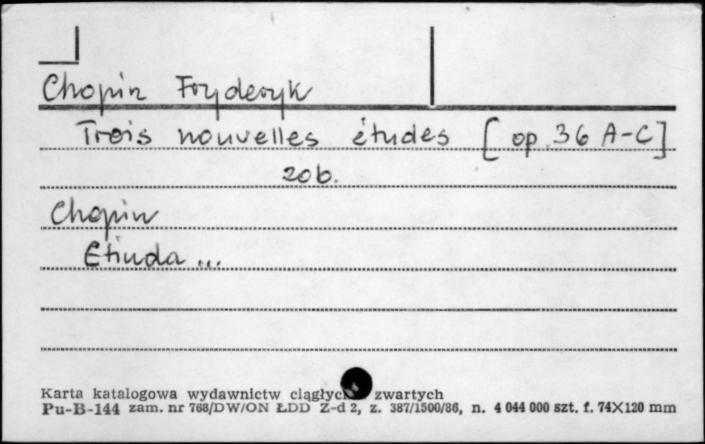 Chopin Fryderyk
Trois nouvelles études [op. 36 A-C]
zob.
Chopin
Etiuda ...
Karta katalogowa wydawnictw ciągłych zwartych
Pu-B-144 zam. nr 768/DW/ON ŁDD Z-d 2, z. 387/1500/86, n. 4 044 000 szt. f. 74X120 mm